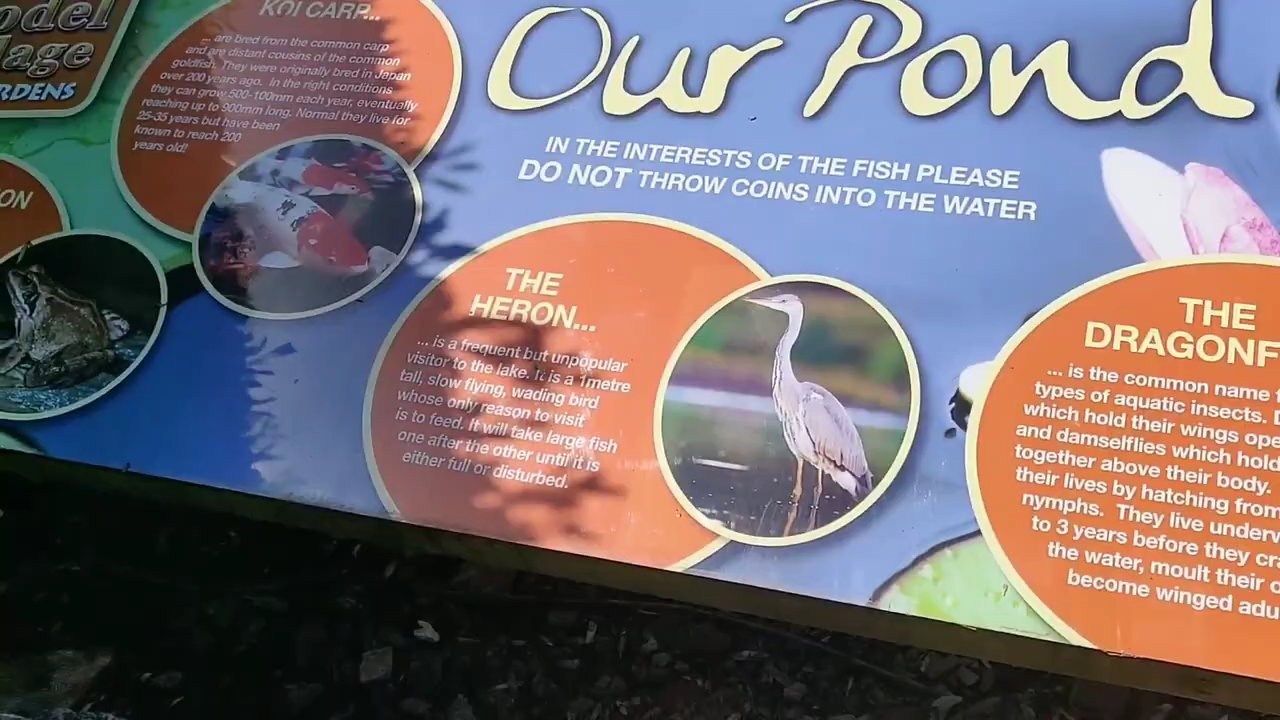 odel
lage
RDENS
KOI CARP...
... are bred from the common carp
and are distant cousins of the common
goldfish. They were originally bred in Japan
over 200 years ago. In the right conditions
they can grow 500-100mm each year, eventually
reaching up to 900mm long. Normal they live for
25-35 years but have been
known to reach 200
years old!
ON
Our Pond
IN THE INTERESTS OF THE FISH PLEASE
DO NOT THROW COINS INTO THE WATER
THE
HERON...
... is a frequent but unpopular
visitor to the lake. It is a 1metre
tall, slow flying, wading bird
whose only reason to visit
is to feed. It will take large fish
one after the other until it is
either full or disturbed.
THE
DRAGONF
... is the common name f
types of aquatic insects. D
which hold their wings ope
and damselflies which hold
together above their body.
their lives by hatching from
nymphs. They live underw
to 3 years before they cra
the water, moult their o
become winged adu